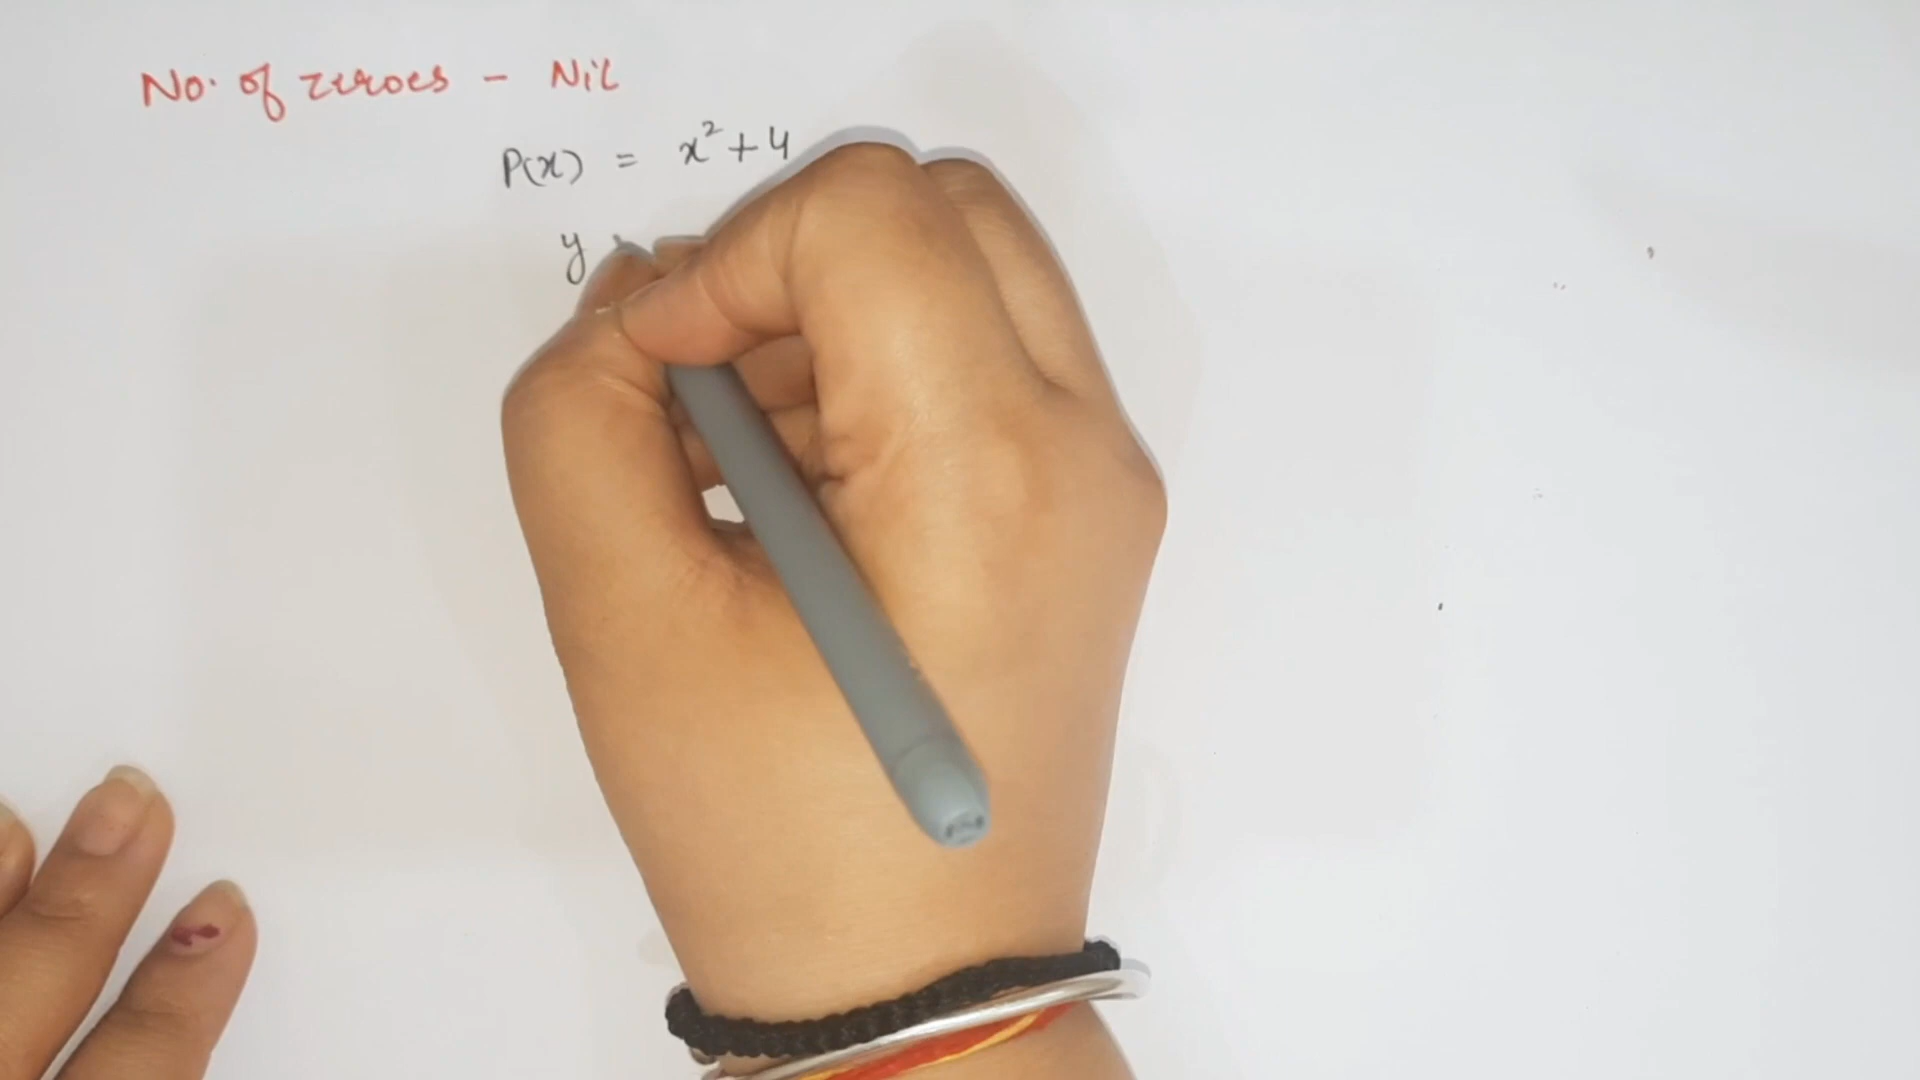 No. of zeroes - Nil
P(x) = x²+4
y